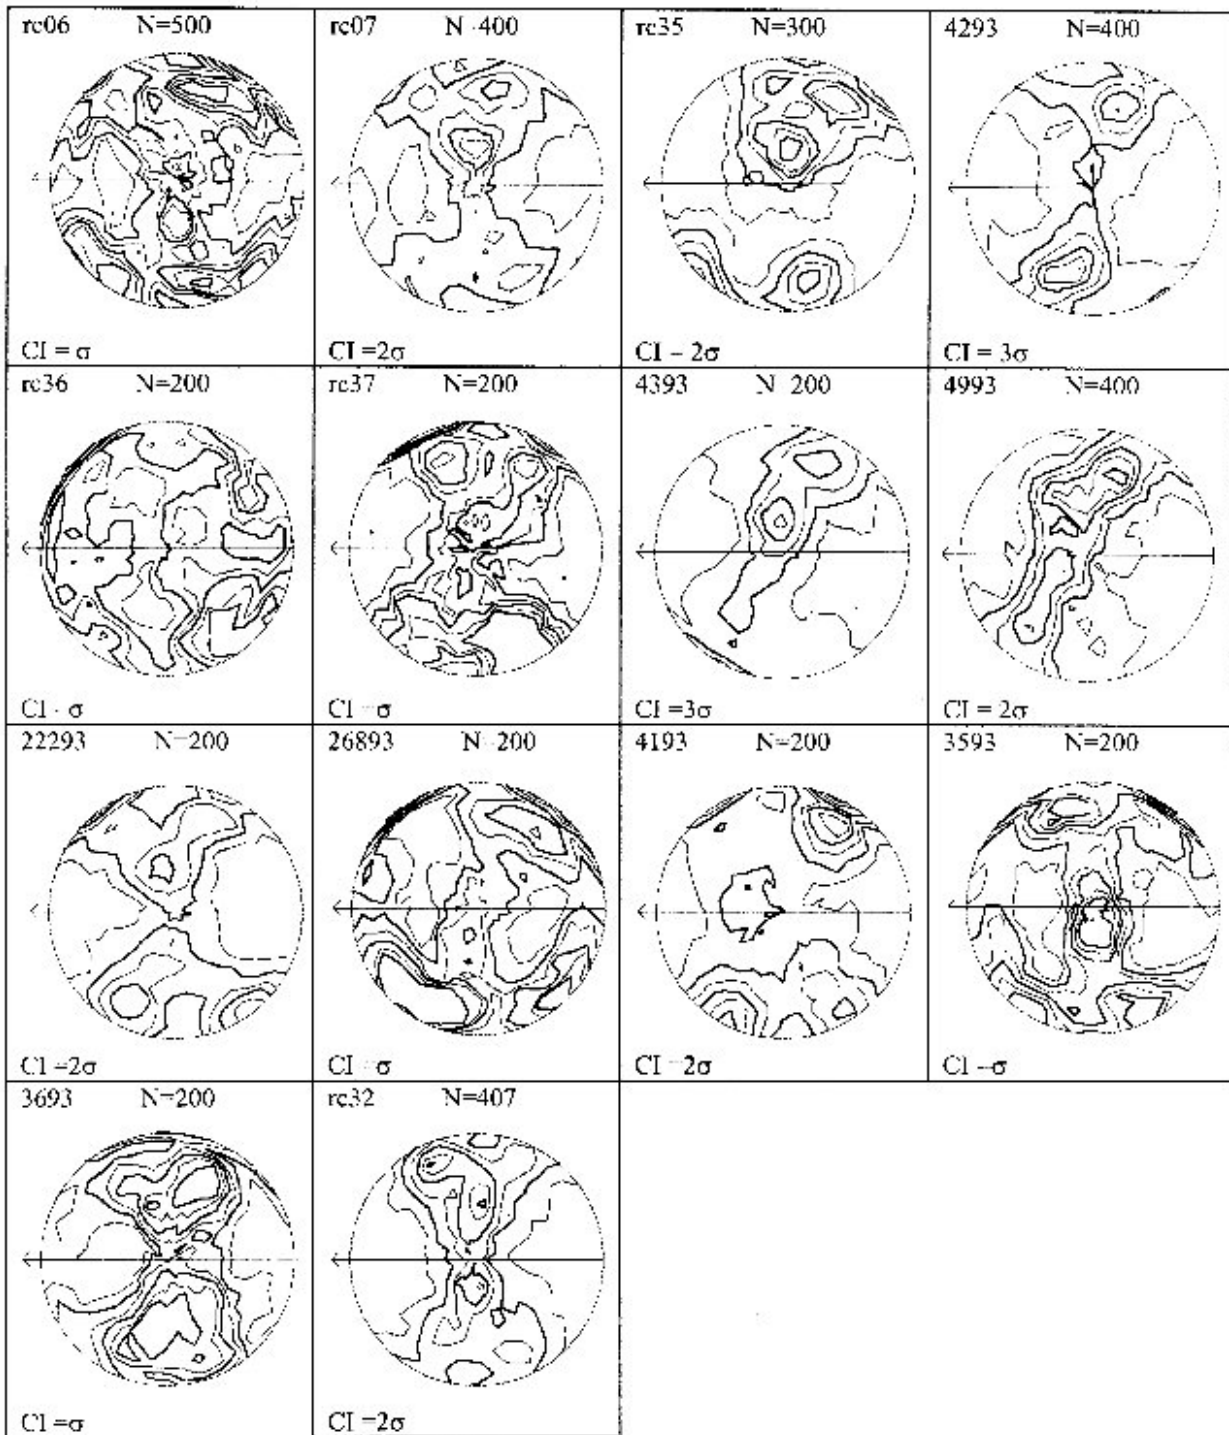 rc06 N=500
CI = σ
rc07 N=400
CI =2σ
rc35 N=300
CI = 2σ
4293 N=400
CI = 3σ
rc36 N=200
CI = σ
rc37 N=200
CI = σ
4393 N=200
CI =3σ
4993 N=400
CI = 2σ
22293 N=200
CI =2σ
26893 N=200
CI = σ
4193 N=200
CI =2σ
3593 N=200
CI =σ
3693 N=200
CI =σ
rc32 N=407
CI =2σ